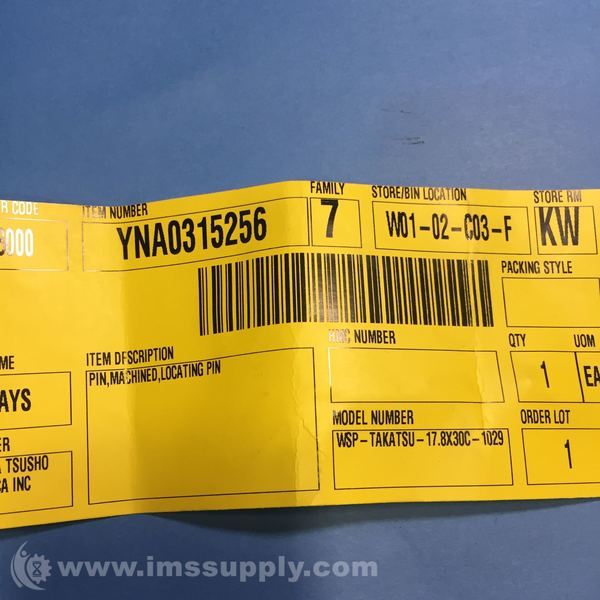 R CODE ITEM NUMBER FAMILY STORE/BIN LOCATION STORE RM
000 YNA0315256 7 W01-02-C03-F KW
PACKING STYLE
ME ITEM DESCRIPTION NUMBER QTY UOM
AYS PIN,MACHINED,LOCATING PIN 1 EA
MODEL NUMBER ORDER LOT
ER WSP-TAKATSU-17.8X30C-1029 1
A TSUSHO
CA INC
www.imssupply.com